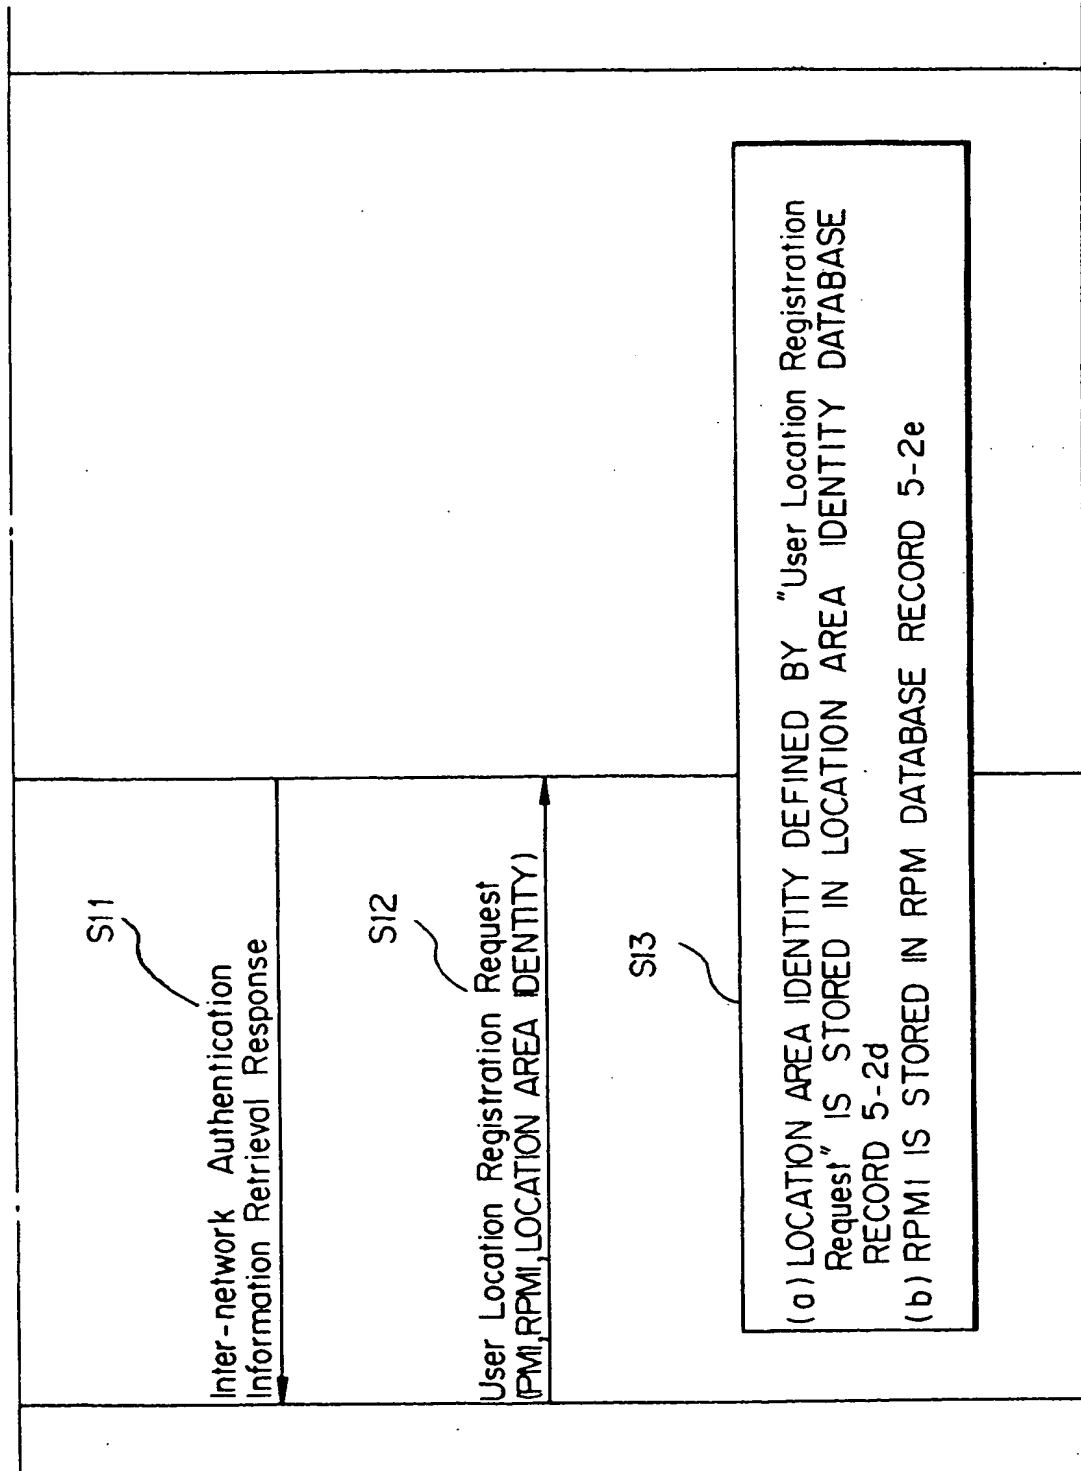 S11
Inter-network Authentication
Information Retrieval Response
S12
User Location Registration Request
(PMI,RPMI,LOCATION AREA IDENTITY)
S13
(a) LOCATION AREA IDENTITY DEFINED BY "User Location Registration
Request" IS STORED IN LOCATION AREA IDENTITY DATABASE
RECORD 5-2d
(b) RPMI IS STORED IN RPM DATABASE RECORD 5-2e